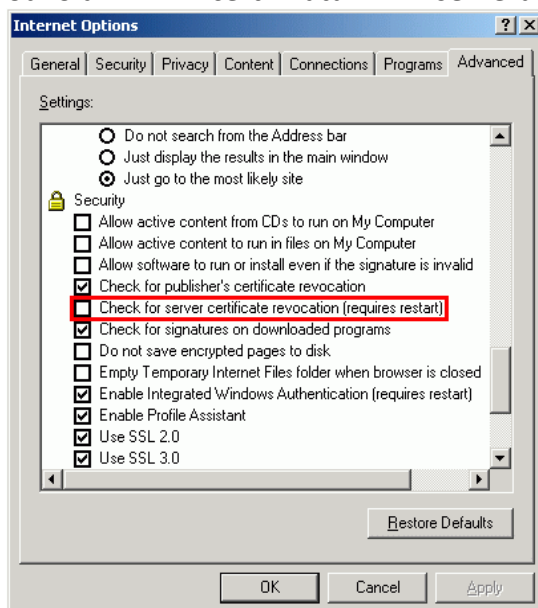 Internet Options
General Security Privacy Content Connections Programs Advanced
Settings:
Do not search from the Address bar
Just display the results in the main window
Just go to the most likely site
Security
Allow active content from CDs to run on My Computer
Allow active content to run in files on My Computer
Allow software to run or install even if the signature is invalid
Check for publisher's certificate revocation
Check for server certificate revocation (requires restart)
Check for signatures on downloaded programs
Do not save encrypted pages to disk
Empty Temporary Internet Files folder when browser is closed
Enable Integrated Windows Authentication (requires restart)
Enable Profile Assistant
Use SSL 2.0
Use SSL 3.0
Restore Defaults
OK Cancel Apply